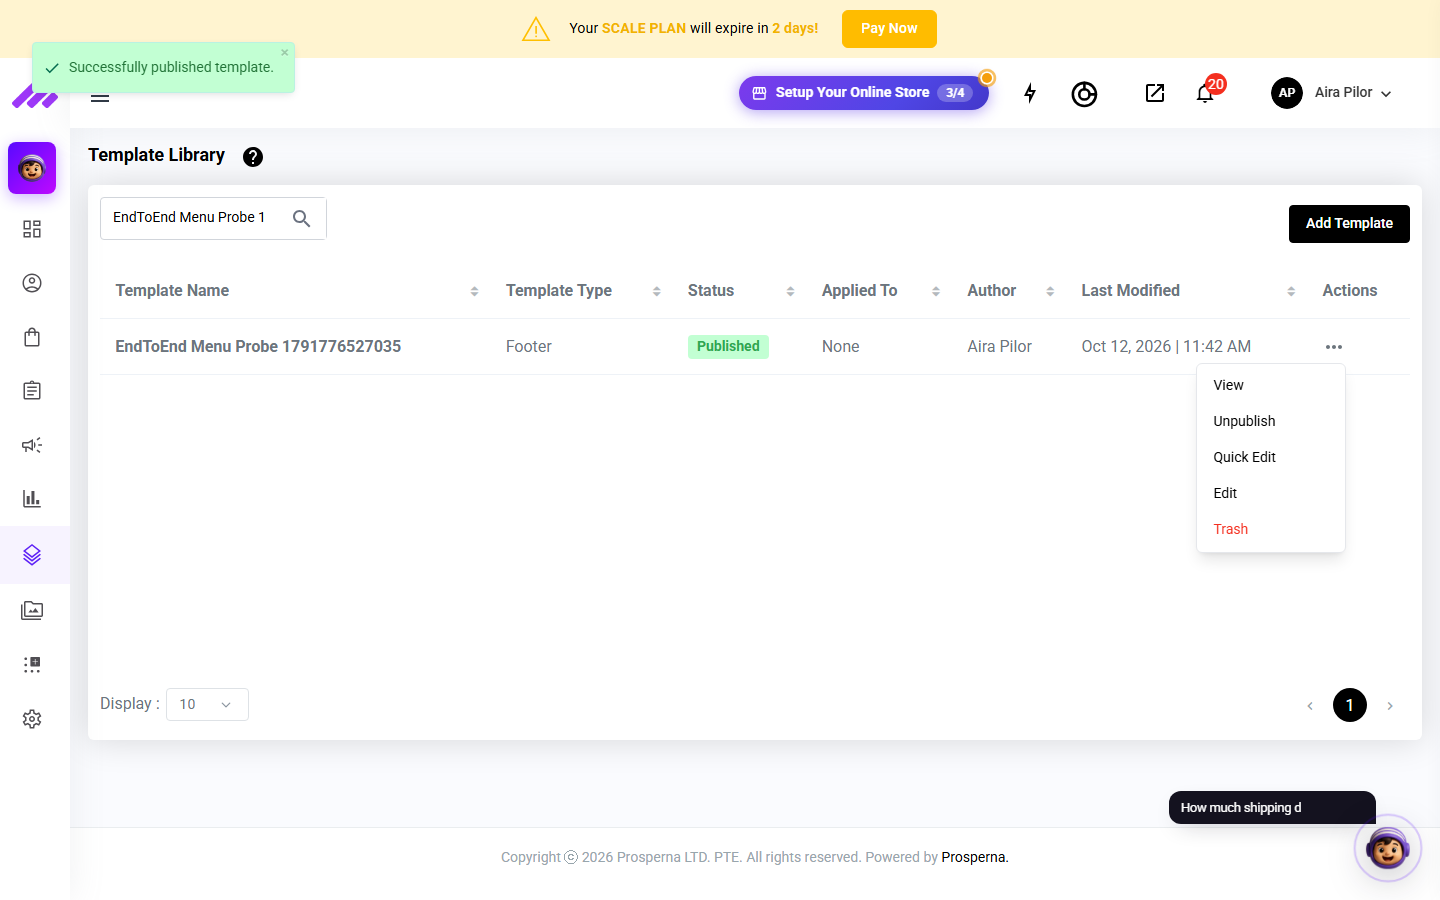 Your SCALE PLAN will expire in 2 days!
Pay Now
Successfully published template.
×
Setup Your Online Store 3/4
20
AP
Aira Pilor
Template Library
?
EndToEnd Menu Probe 1
Add Template
Template Name Template Type Status Applied To Author Last Modified Actions
EndToEnd Menu Probe 1791776527035 Footer Published None Aira Pilor Oct 12, 2026 | 11:42 AM
View
Unpublish
Quick Edit
Edit
Trash
Display : 10
1
How much shipping d
Copyright © 2026 Prosperna LTD. PTE. All rights reserved. Powered by Prosperna.